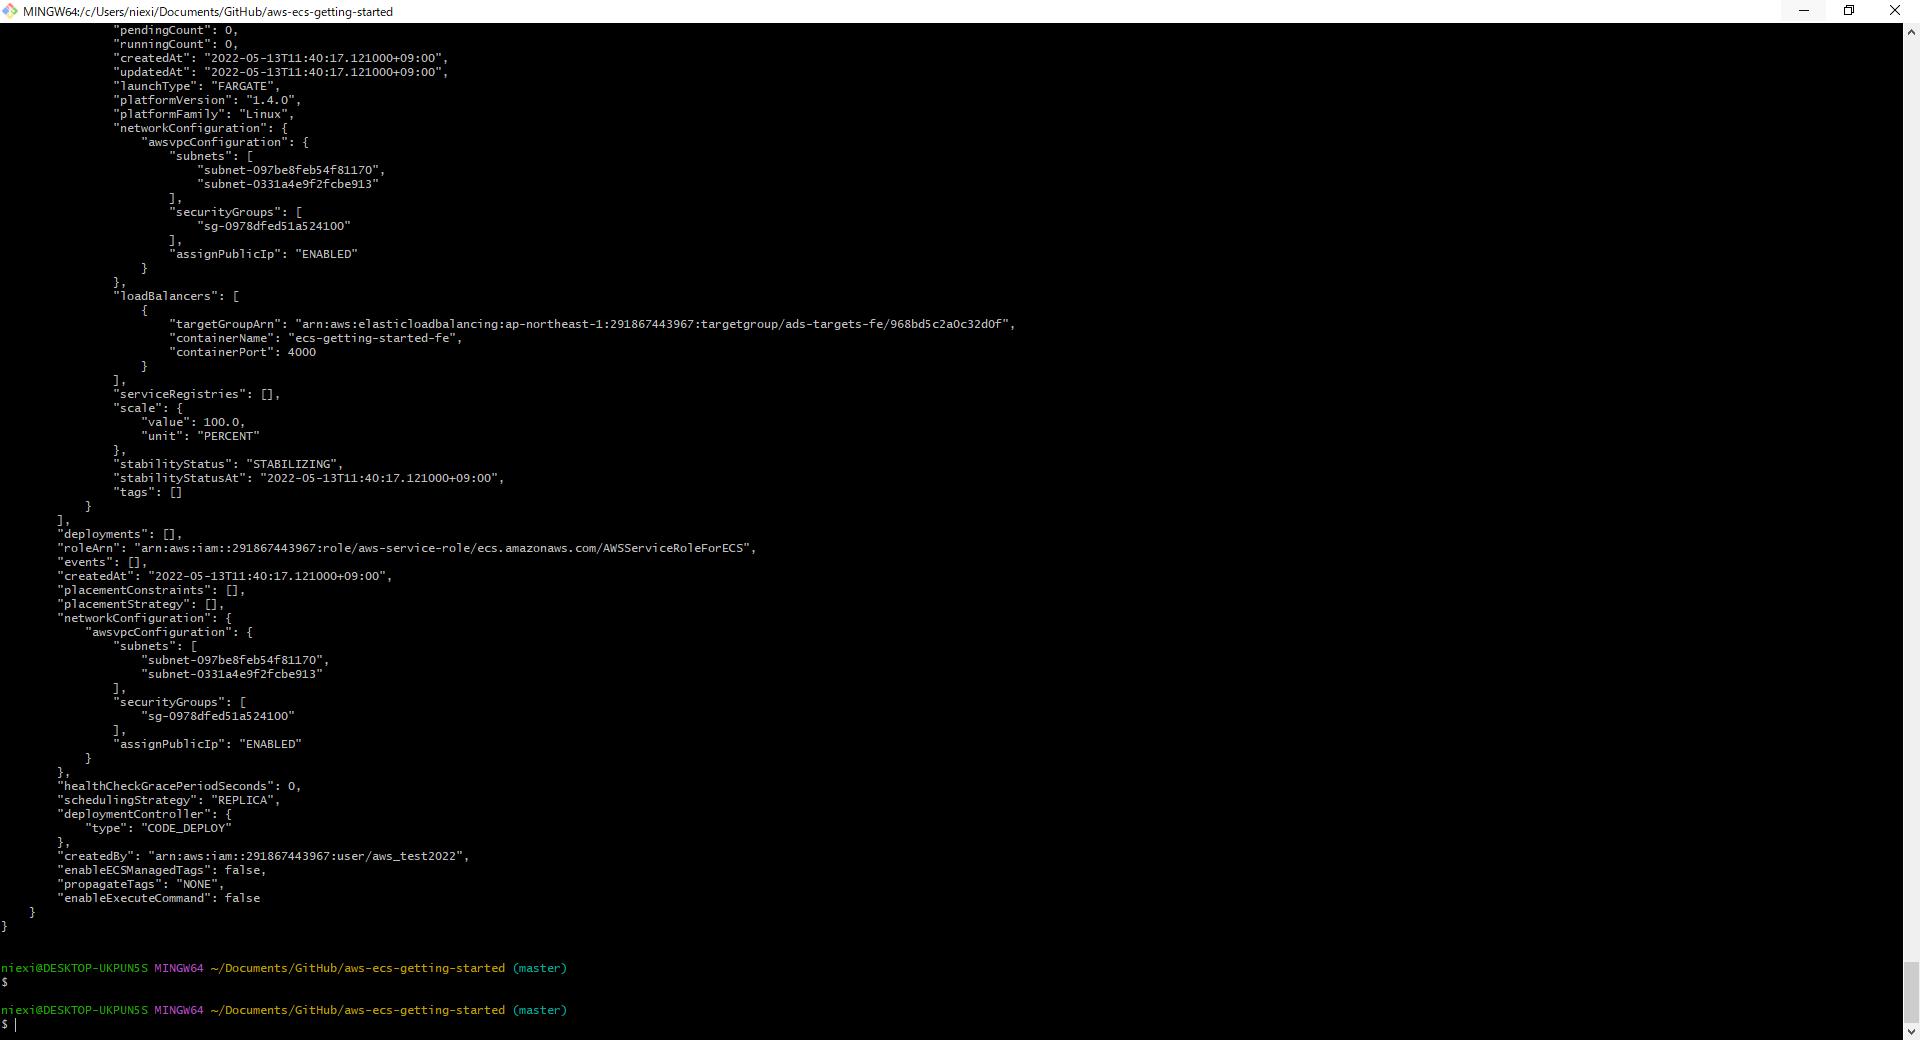 MINGW64:/c/Users/niexi/Documents/GitHub/aws-ecs-getting-started
"pendingCount": 0,
"runningCount": 0,
"createdAt": "2022-05-13T11:40:17.121000+09:00",
"updatedAt": "2022-05-13T11:40:17.121000+09:00",
"launchType": "FARGATE",
"platformVersion": "1.4.0",
"platformFamily": "Linux",
"networkConfiguration": {
"awsvpcConfiguration": {
"subnets": [
"subnet-097be8feb54f81170",
"subnet-0331a4e9f2fcbe913"
],
"securityGroups": [
"sg-0978dfed51a524100"
],
"assignPublicIp": "ENABLED"
}
},
"loadBalancers": [
{
"targetGroupArn": "arn:aws:elasticloadbalancing:ap-northeast-1:291867443967:targetgroup/ads-targets-fe/968bd5c2a0c32d0f",
"containerName": "ecs-getting-started-fe",
"containerPort": 4000
}
],
"serviceRegistries": [],
"scale": {
"value": 100.0,
"unit": "PERCENT"
},
"stabilityStatus": "STABILIZING",
"stabilityStatusAt": "2022-05-13T11:40:17.121000+09:00",
"tags": []
}
],
"deployments": [],
"roleArn": "arn:aws:iam::291867443967:role/aws-service-role/ecs.amazonaws.com/AWSServiceRoleForECS",
"events": [],
"createdAt": "2022-05-13T11:40:17.121000+09:00",
"placementConstraints": [],
"placementStrategy": [],
"networkConfiguration": {
"awsvpcConfiguration": {
"subnets": [
"subnet-097be8feb54f81170",
"subnet-0331a4e9f2fcbe913"
],
"securityGroups": [
"sg-0978dfed51a524100"
],
"assignPublicIp": "ENABLED"
}
},
"healthCheckGracePeriodSeconds": 0,
"schedulingStrategy": "REPLICA",
"deploymentController": {
"type": "CODE_DEPLOY"
},
"createdBy": "arn:aws:iam::291867443967:user/aws_test2022",
"enableECSManagedTags": false,
"propagateTags": "NONE",
"enableExecuteCommand": false
}
}
niexi@DESKTOP-UKPUN5S MINGW64 ~/Documents/GitHub/aws-ecs-getting-started (master)
$
niexi@DESKTOP-UKPUN5S MINGW64 ~/Documents/GitHub/aws-ecs-getting-started (master)
$